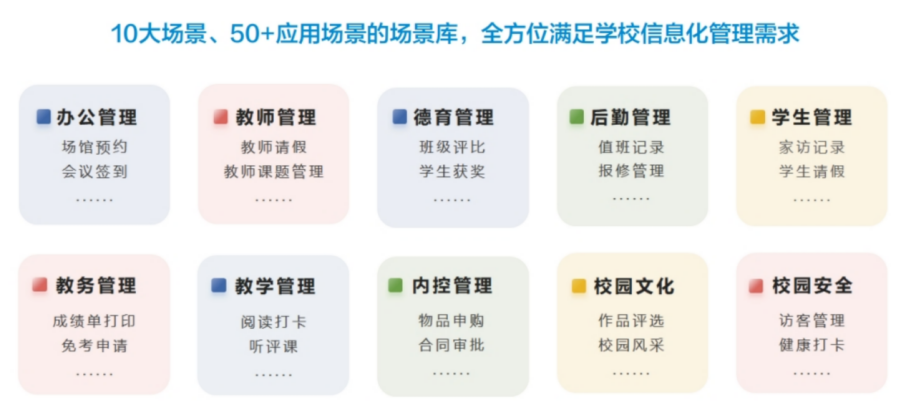 10大场景、50+应用场景的场景库，全方位满足学校信息化管理需求
办公管理
场馆预约
会议签到
......
教师管理
教师请假
教师课题管理
......
德育管理
班级评比
学生获奖
......
后勤管理
值班记录
报修管理
......
学生管理
家访记录
学生请假
......
教务管理
成绩单打印
免考申请
......
教学管理
阅读打卡
听评课
......
内控管理
物品申购
合同审批
......
校园文化
作品评选
校园风采
......
校园安全
访客管理
健康打卡
......